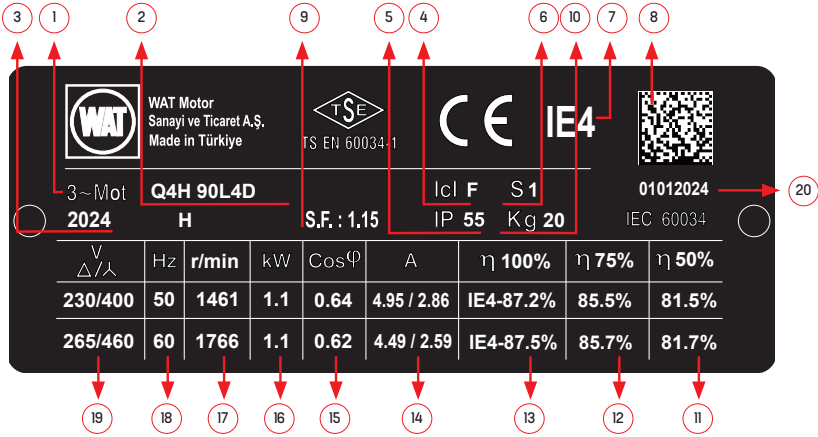 3 1 2 9 5 4 6 10 7 8
WAT
WAT Motor
Sanayi ve Ticaret A.Ş.
Made in Türkiye
TSE
TS EN 60034-1
CE
IE4
3~Mot Q4H 90L4D Icl F S 1 01012024 20
2024 H S.F. : 1.15 IP 55 Kg 20 IEC 60034
V
△/⅄ Hz r/min kW Cosφ A η 100% η 75% η 50%
230/400 50 1461 1.1 0.64 4.95 / 2.86 IE4-87.2% 85.5% 81.5%
265/460 60 1766 1.1 0.62 4.49 / 2.59 IE4-87.5% 85.7% 81.7%
19 18 17 16 15 14 13 12 11